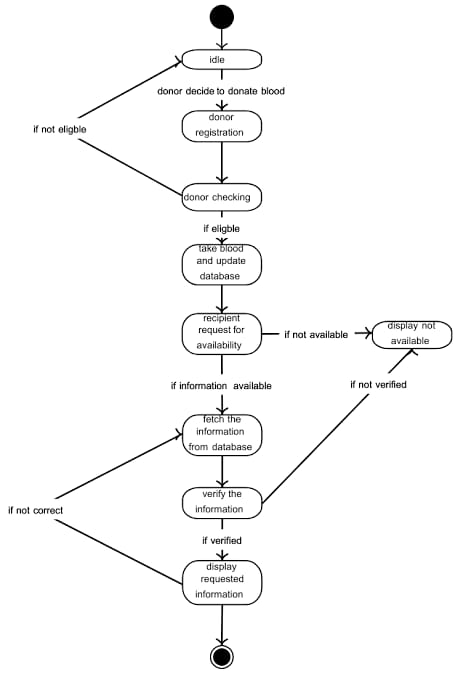 idle
donor decide to donate blood
donor
registration
if not eligble
donor checking
if eligble
take blood
and update
database
recipient
request for
availability
if not available
display not
available
if information available
if not verified
fetch the
information
from database
verify the
information
if not correct
if verified
display
requested
information